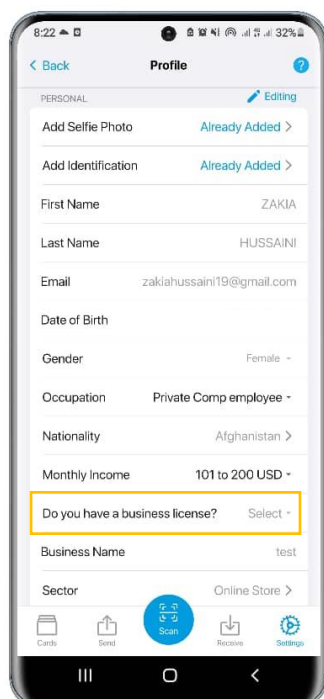 8:22 32%
< Back Profile ?
PERSONAL Editing
Add Selfie Photo Already Added >
Add Identification Already Added >
First Name ZAKIA
Last Name HUSSAINI
Email zakiahussaini19@gmail.com
Date of Birth
Gender Female
Occupation Private Comp employee
Nationality Afghanistan >
Monthly Income 101 to 200 USD
Do you have a business license? Select
Business Name test
Sector Online Store >
Cards Send Scan Receive Settings